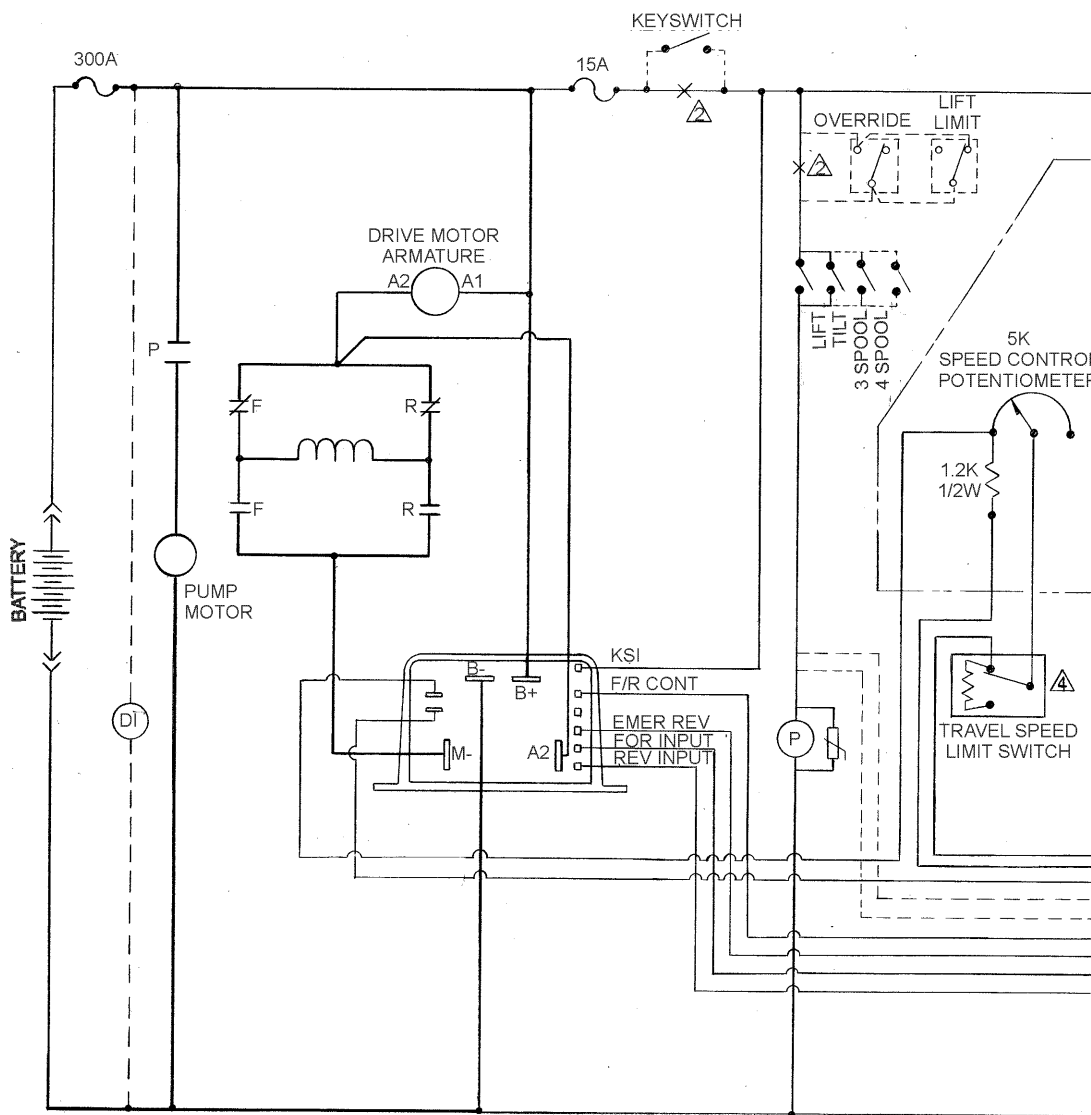 KEYSWITCH
300A
15A
2
OVERRIDE
LIFT
LIMIT
2
DRIVE MOTOR
ARMATURE
A2
A1
LIFT
TILT
3 SPOOL
4 SPOOL
P
5K
SPEED CONTROL
POTENTIOMETER
F
R
1.2K
1/2W
F
R
BATTERY
PUMP
MOTOR
B-
B+
KSI
F/R CONT
4
EMER REV
FOR INPUT
REV INPUT
DI
M-
A2
P
TRAVEL SPEED
LIMIT SWITCH